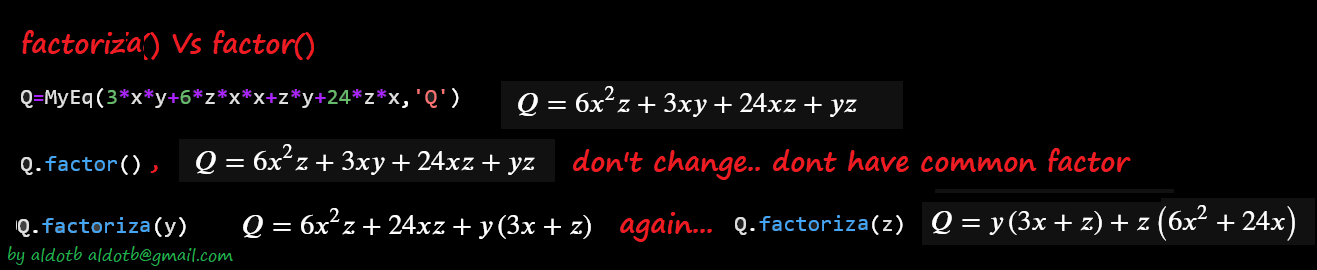 factoriza() Vs factor()
Q=MyEq(3*x*y+6*z*x*x+z*y+24*z*x,'Q') Q = 6x²z + 3xy + 24xz + yz
Q.factor() , Q = 6x²z + 3xy + 24xz + yz don't change.. dont have common factor
Q.factoriza(y) Q = 6x²z + 24xz + y (3x + z) again... Q.factoriza(z) Q = y (3x + z) + z (6x² + 24x)
by aldotb aldotb@gmail.com